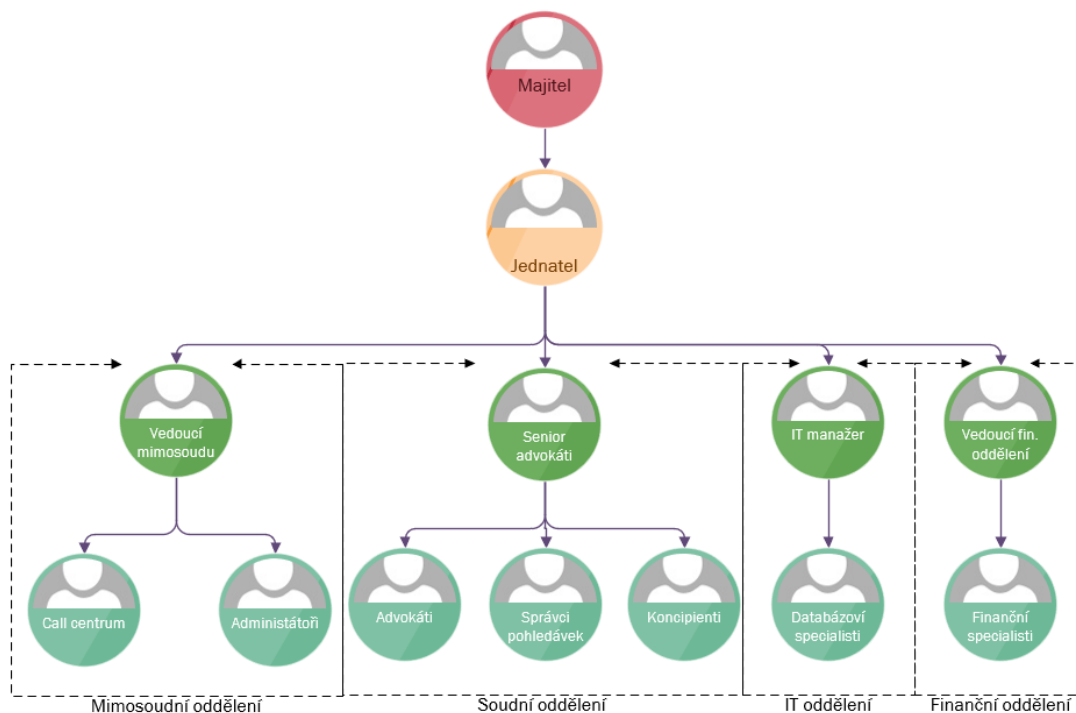 Majitel
Jednatel
Vedoucí
mimosoudu
Senior
advokáti
IT manažer
Vedoucí fin.
oddělení
Call centrum
Administátoři
Advokáti
Správci
pohledávek
Koncipienti
Databázoví
specialisti
Finanční
specialisti
Mimosoudní oddělení
Soudní oddělení
IT oddělení
Finanční oddělení